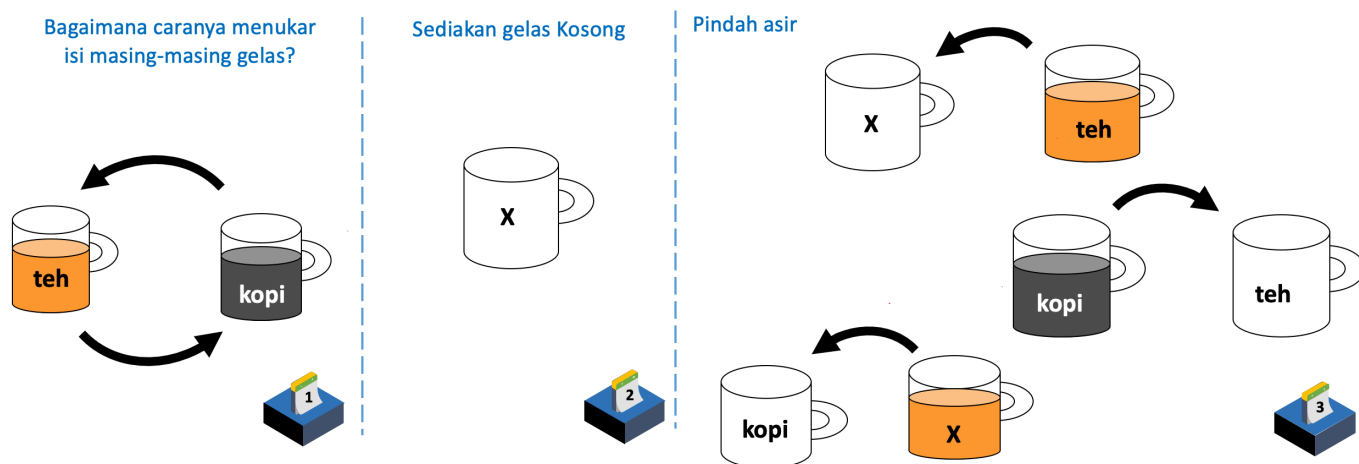 Bagaimana caranya menukar
isi masing-masing gelas?
teh
kopi
1
Sediakan gelas Kosong
X
2
Pindah asir
X
teh
kopi
teh
kopi
X
3